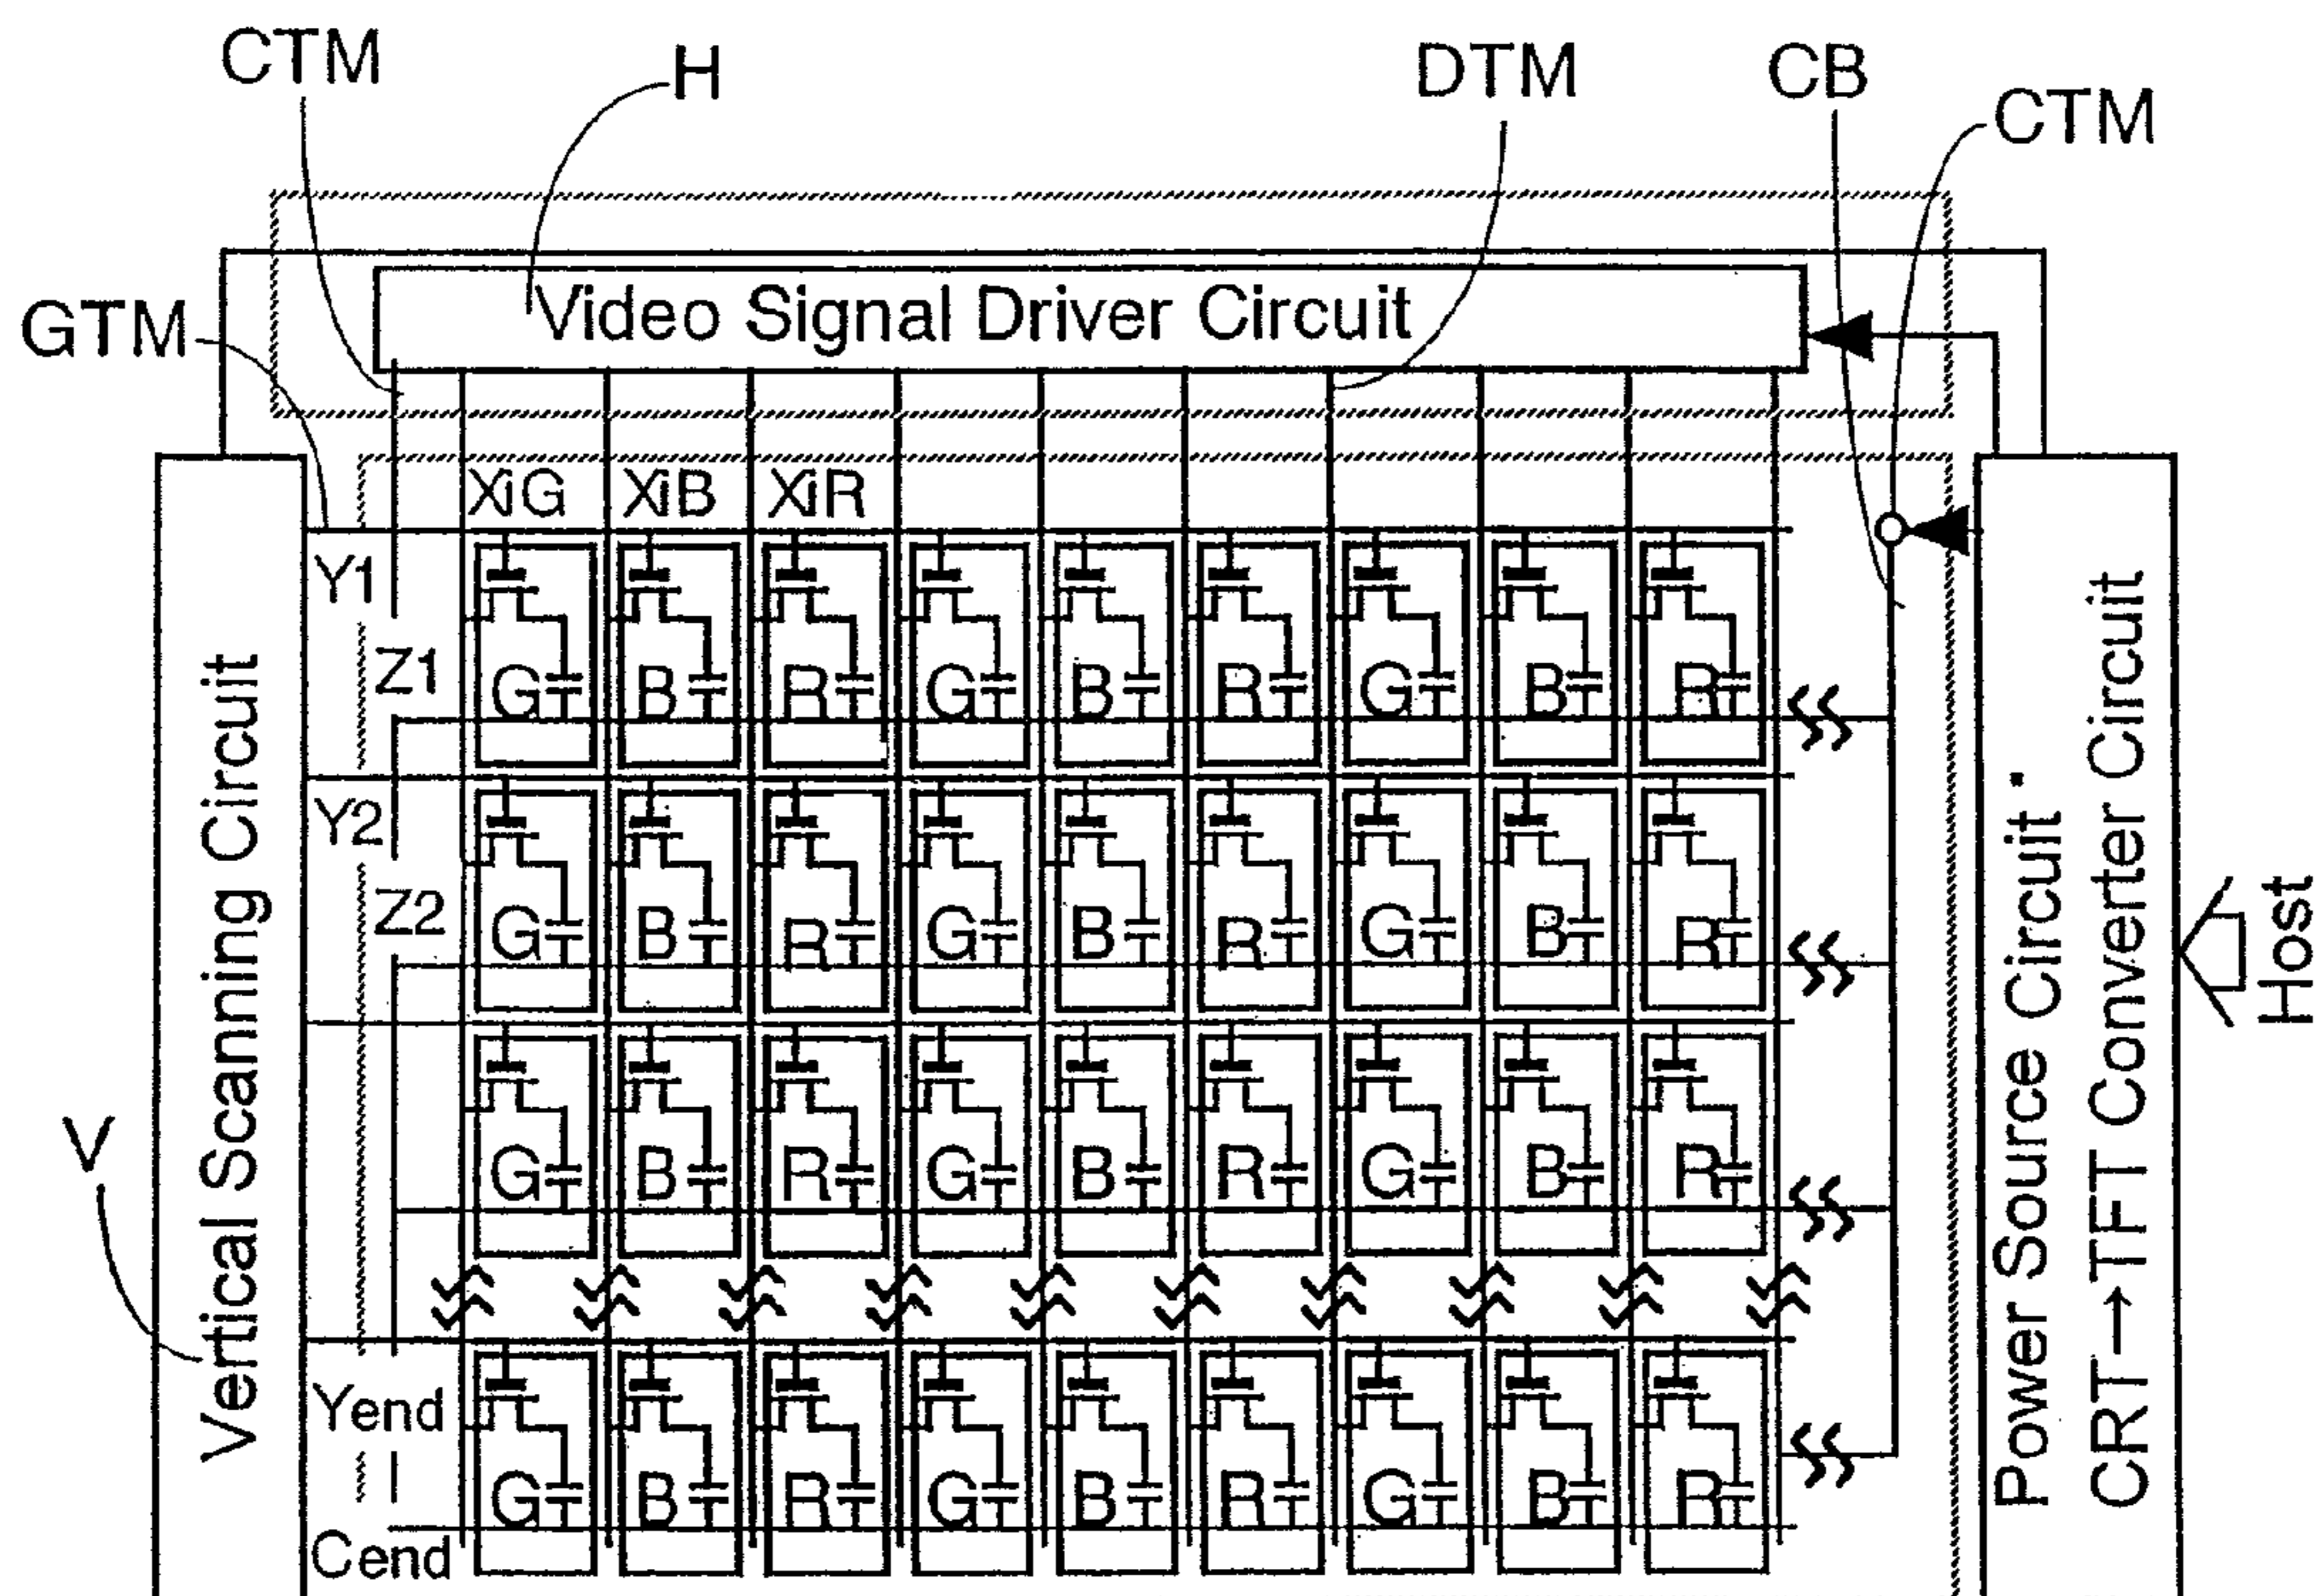 CTM
H
DTM
CB
CTM
GTM
Video Signal Driver Circuit
XiG XiB XiR
Y1
Z1
G B R G B R G B R
Y2
Z2
G B R G B R G B R
G B R G B R G B R
V
Yend
G B R G B R G B R
Cend
Vertical Scanning Circuit
Power Source Circuit ·
CRT→TFT Converter Circuit
Host